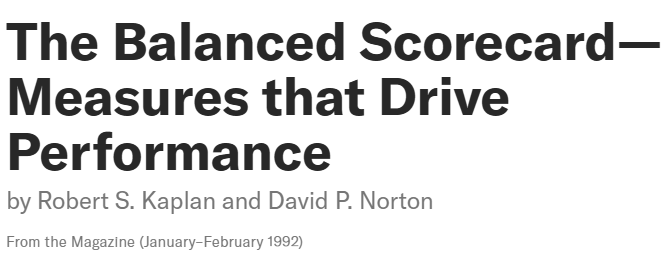 The Balanced Scorecard—
Measures that Drive
Performance
by Robert S. Kaplan and David P. Norton
From the Magazine (January–February 1992)